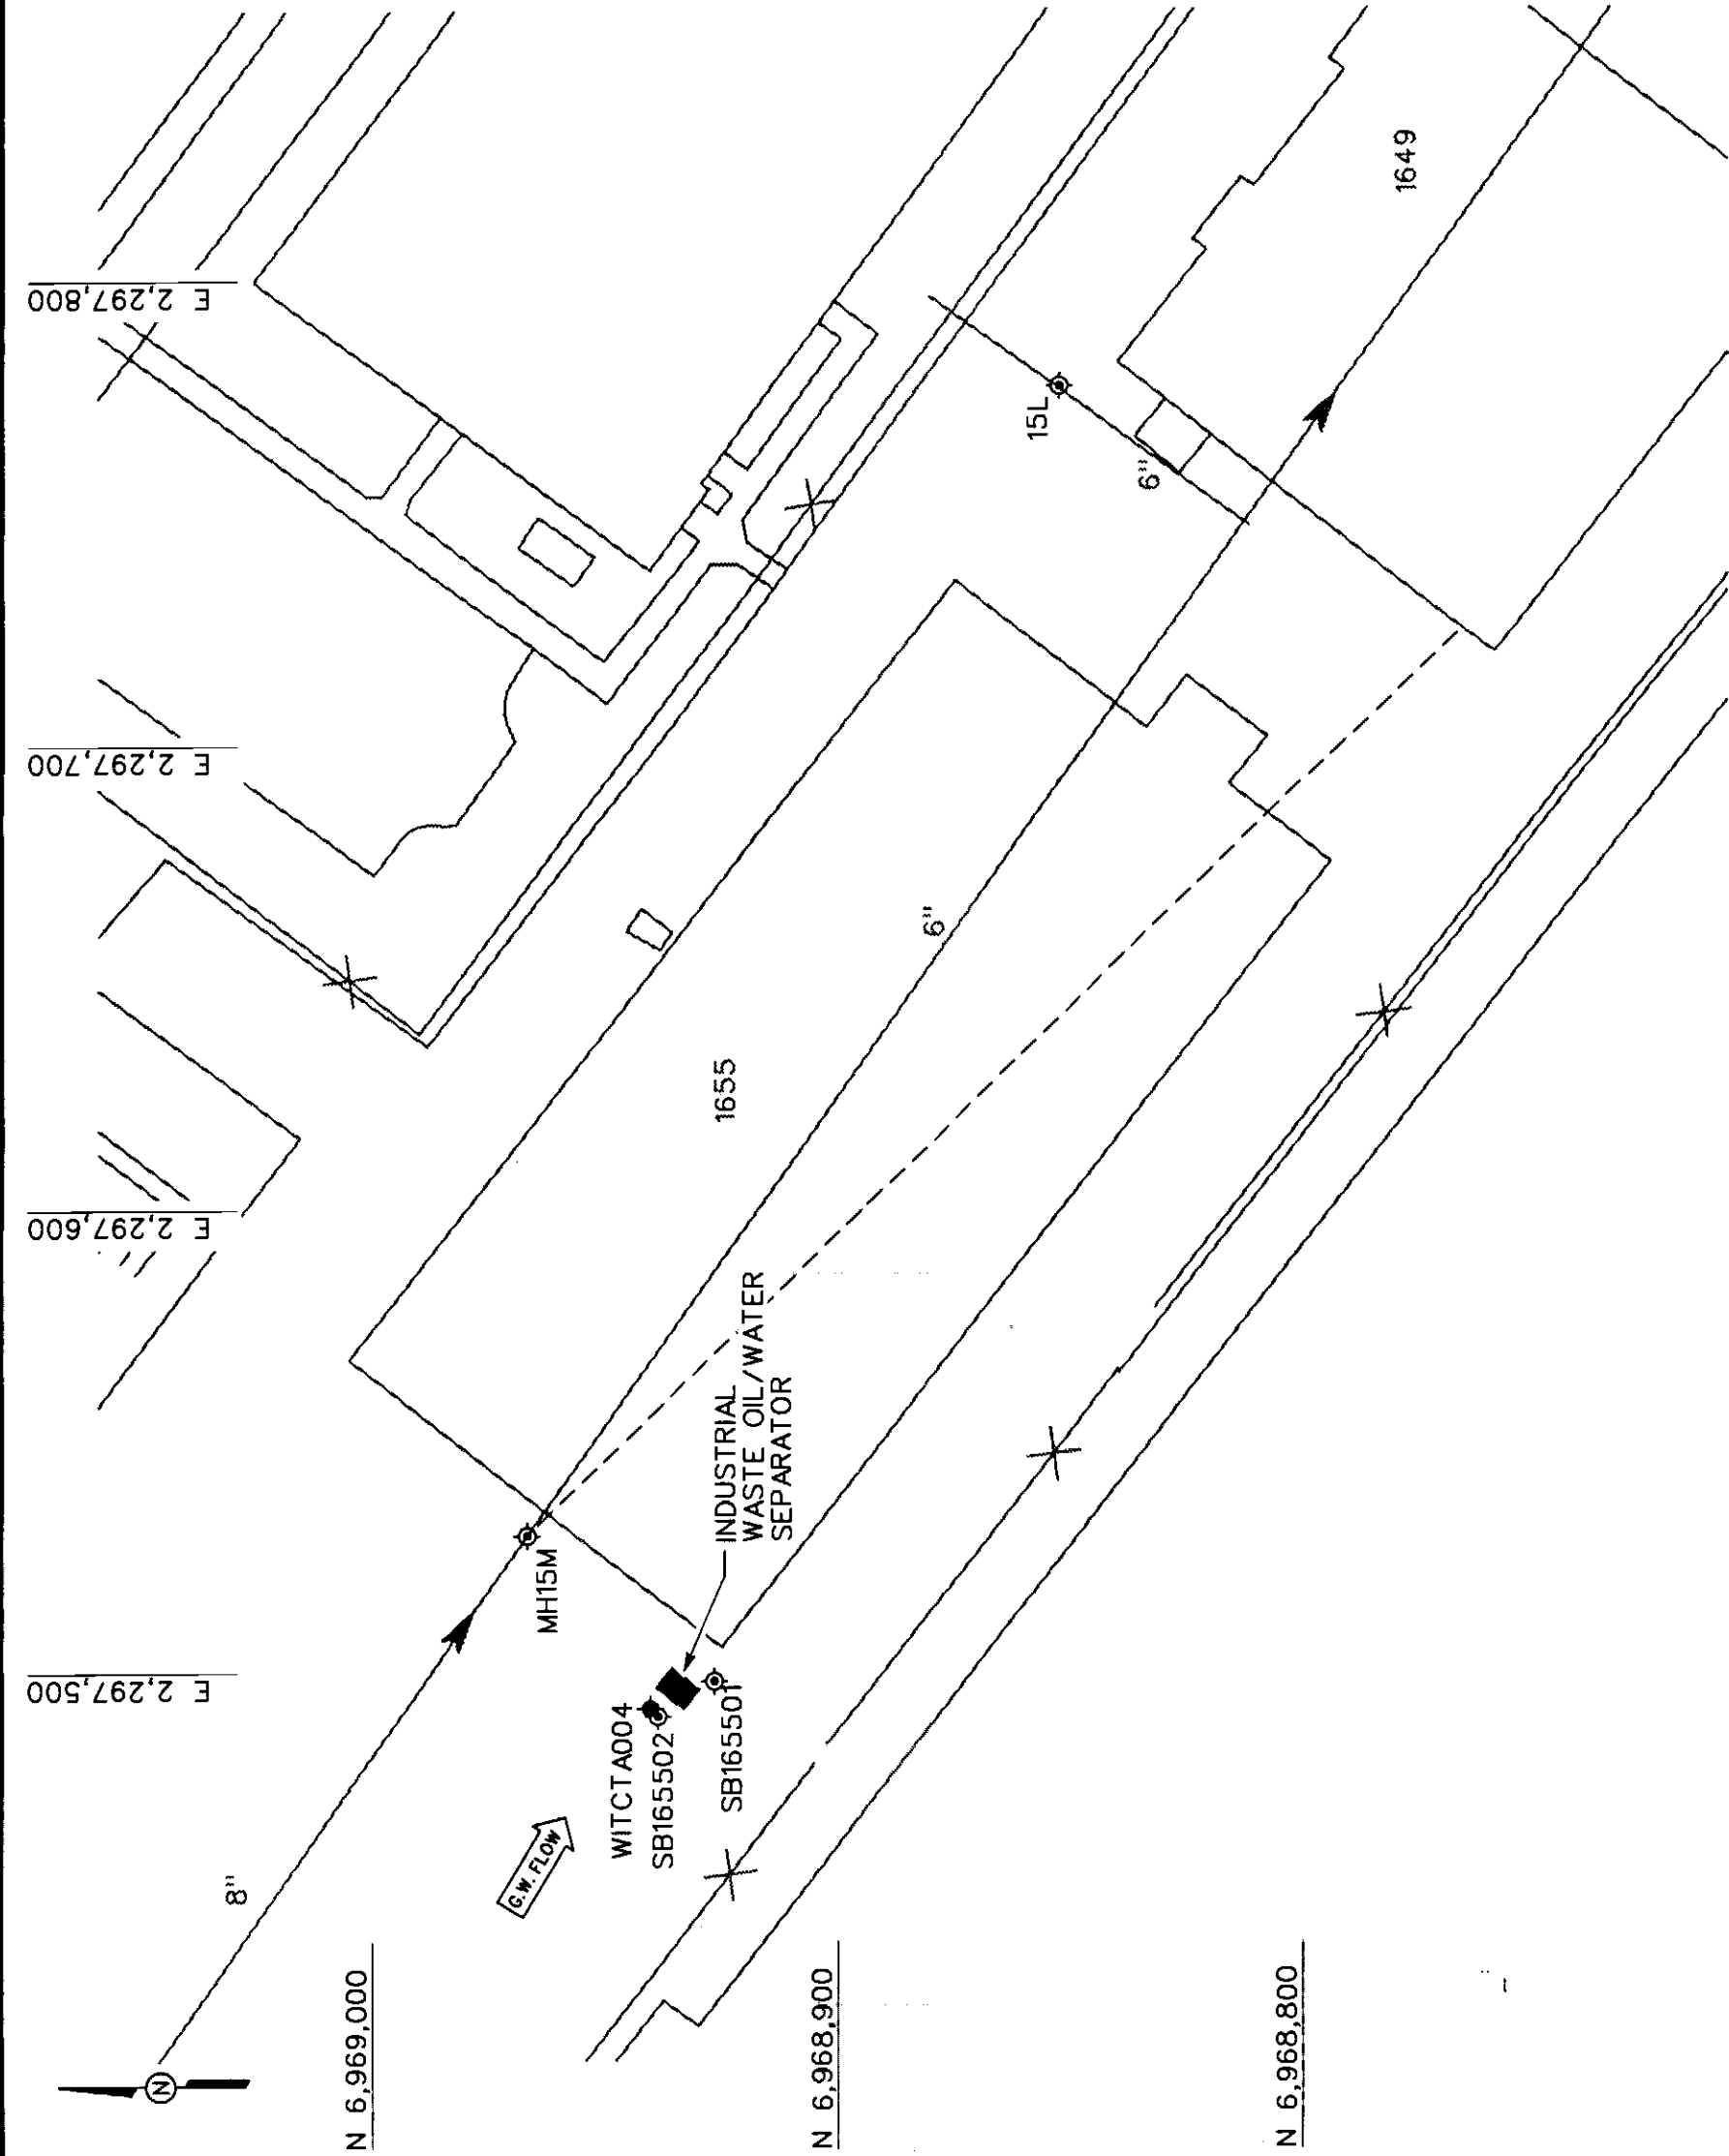 E 2,297,500
E 2,297,600
E 2,297,700
E 2,297,800
N
N 6,969,000
N 6,968,900
N 6,968,800
8"
G.W. FLOW
MH15M
WITCTA004
SB165502
SB165501
INDUSTRIAL
WASTE OIL/WATER
SEPARATOR
1655
6"
6"
15L
1649